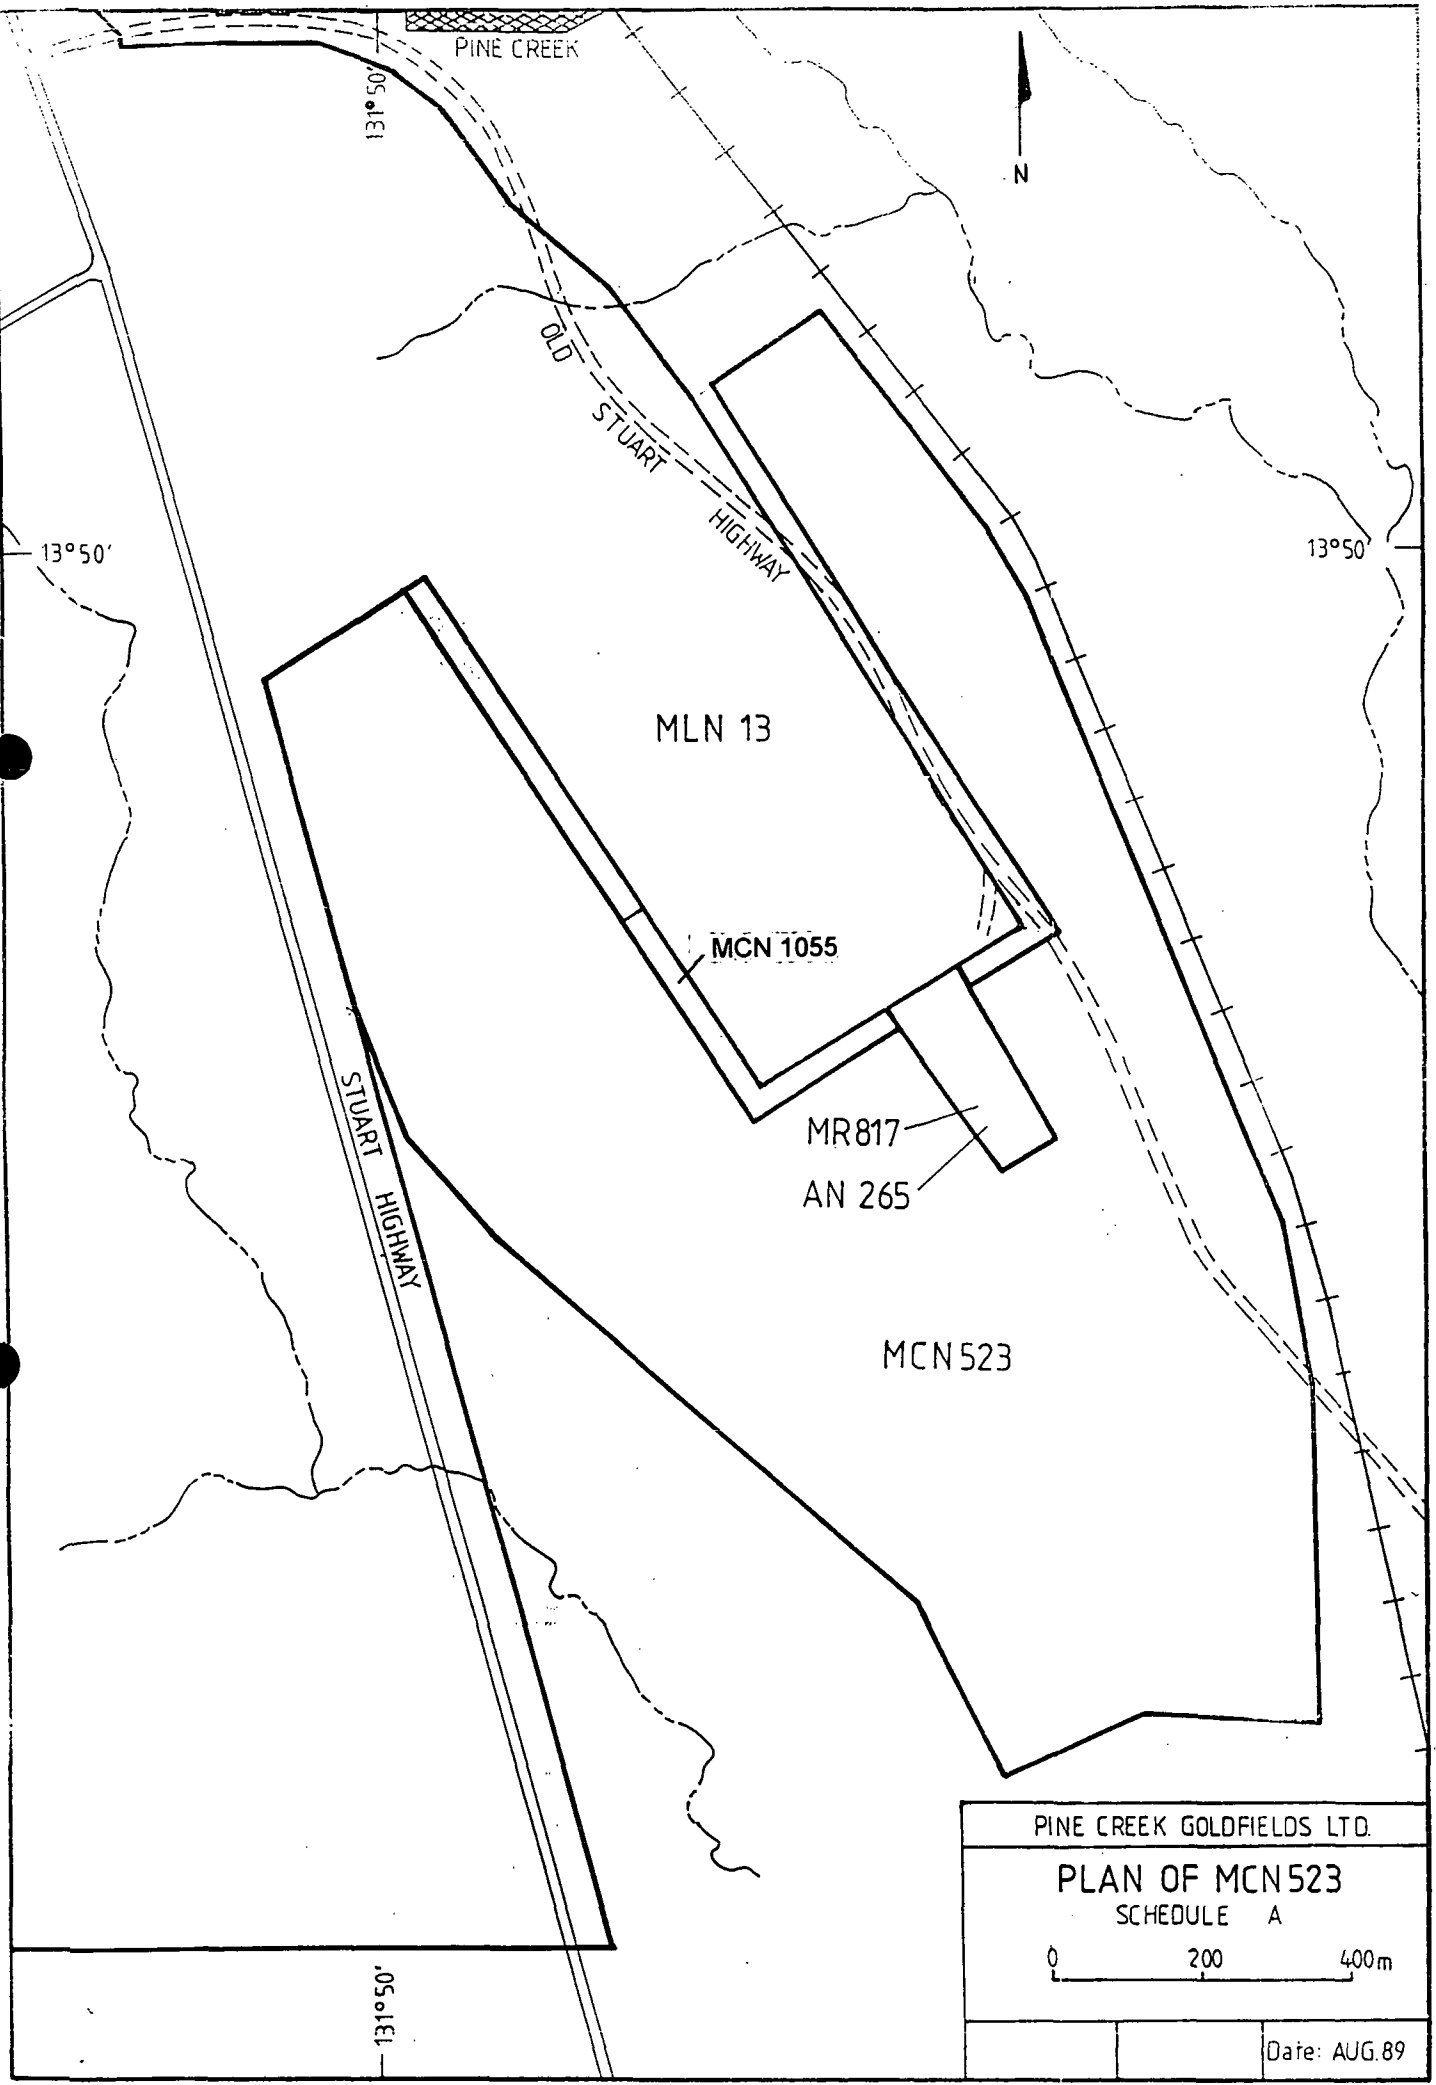 PINE CREEK
131°50'
N
OLD
STUART
HIGHWAY
13°50'
13°50'
MLN 13
MCN 1055
STUART HIGHWAY
MR817
AN 265
MCN523
PINE CREEK GOLDFIELDS LTD.
PLAN OF MCN523
SCHEDULE A
0 200 400m
131°50'
Date: AUG.89